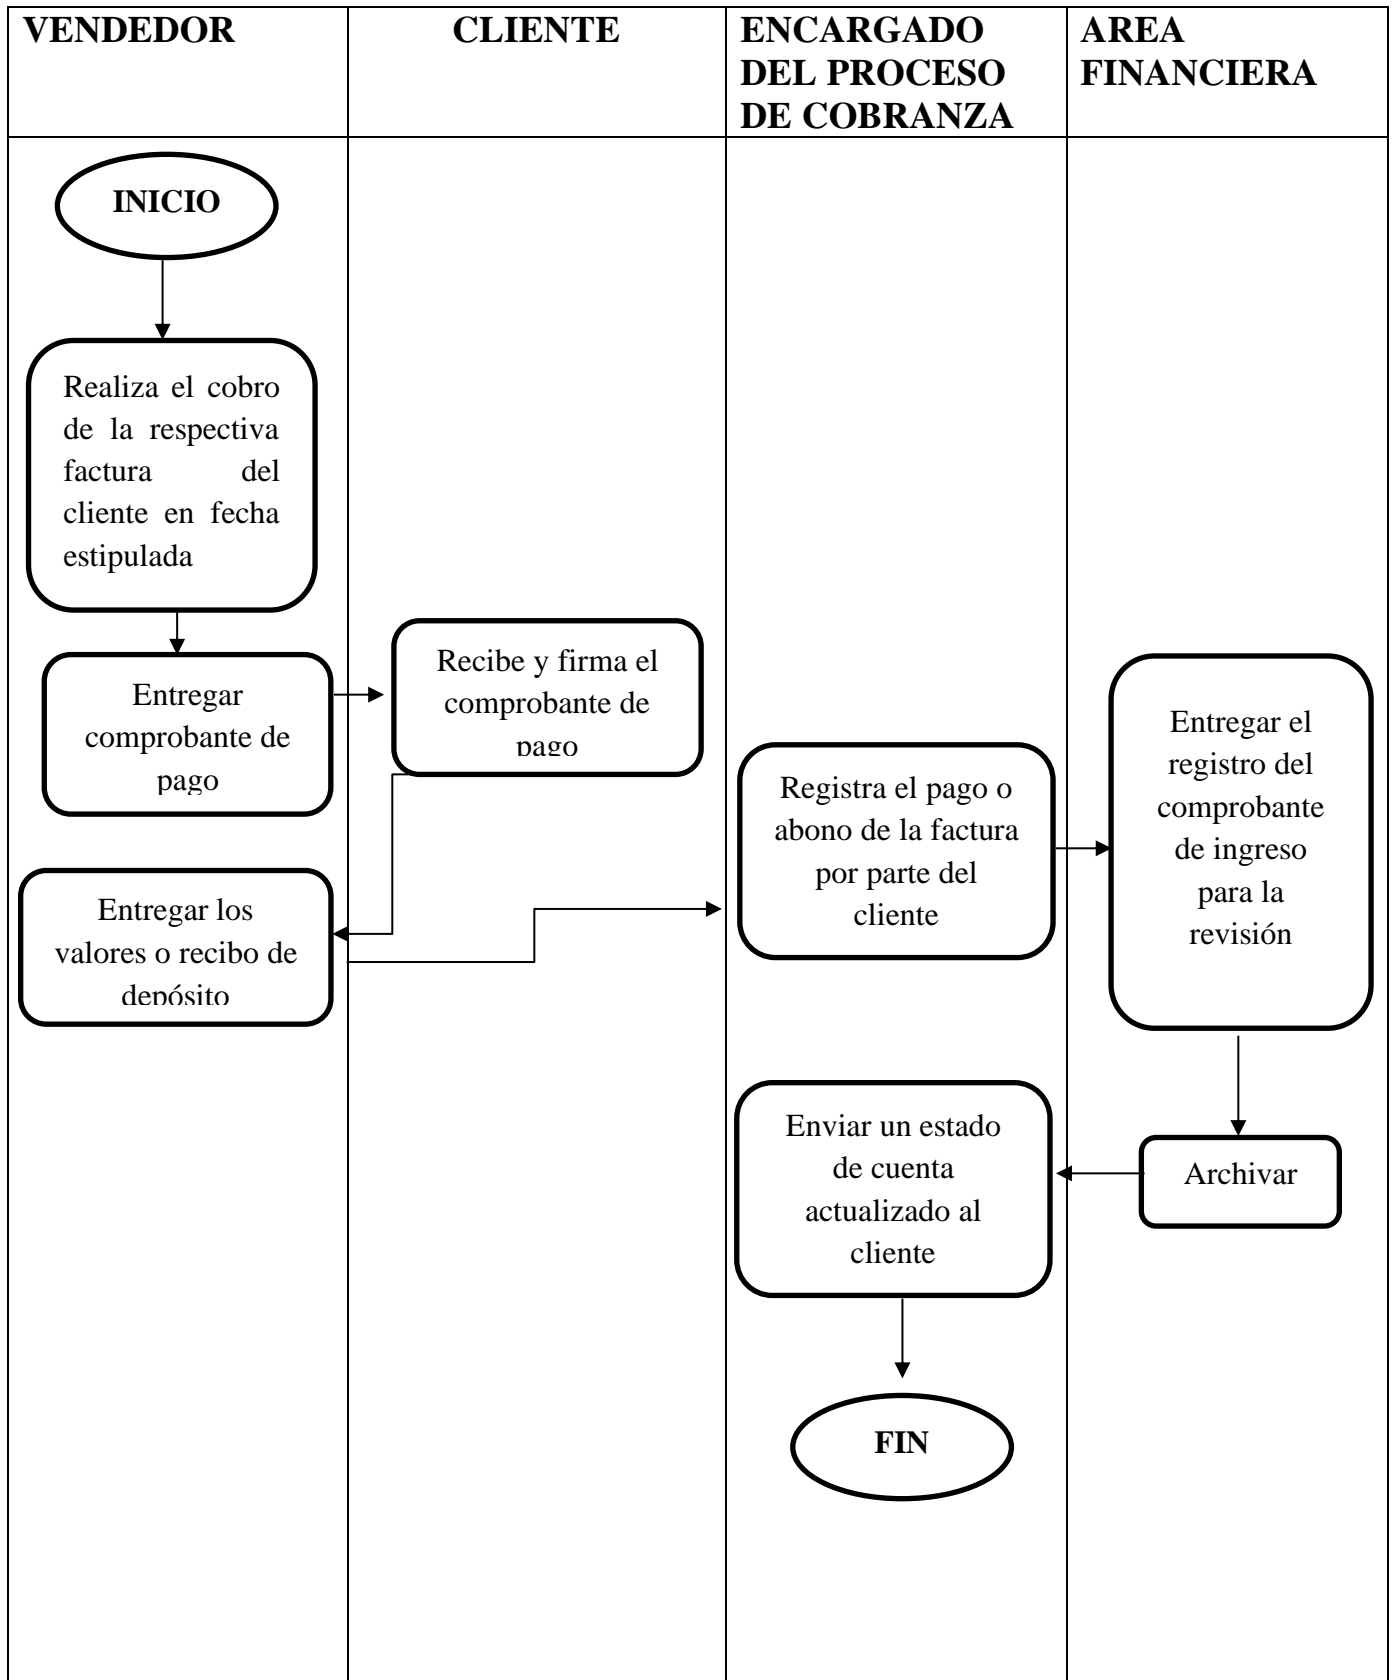 VENDEDOR
CLIENTE
ENCARGADO
DEL PROCESO
DE COBRANZA
AREA
FINANCIERA
INICIO
Realiza el cobro
de la respectiva
factura del
cliente en fecha
estipulada
Entregar
comprobante de
pago
Recibe y firma el
comprobante de
pago
Entregar los
valores o recibo de
depósito
Registra el pago o
abono de la factura
por parte del
cliente
Entregar el
registro del
comprobante
de ingreso
para la
revisión
Archivar
Enviar un estado
de cuenta
actualizado al
cliente
FIN